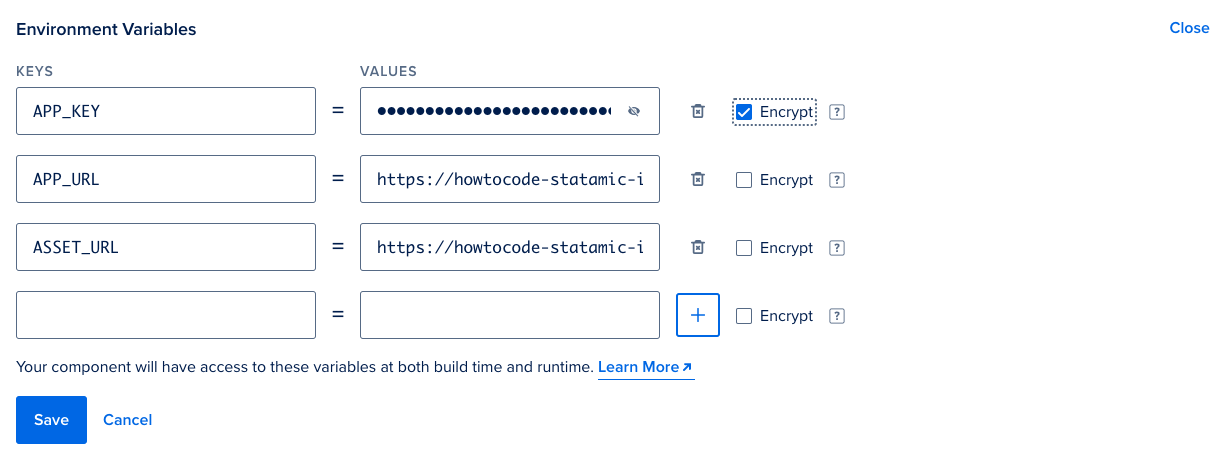 Environment Variables
Close
KEYS
VALUES
APP_KEY = •••••••••••••••••••••••• Encrypt ?
APP_URL = https://howtocode-statamic-i Encrypt ?
ASSET_URL = https://howtocode-statamic-i Encrypt ?
= + Encrypt ?
Your component will have access to these variables at both build time and runtime. Learn More
Save
Cancel